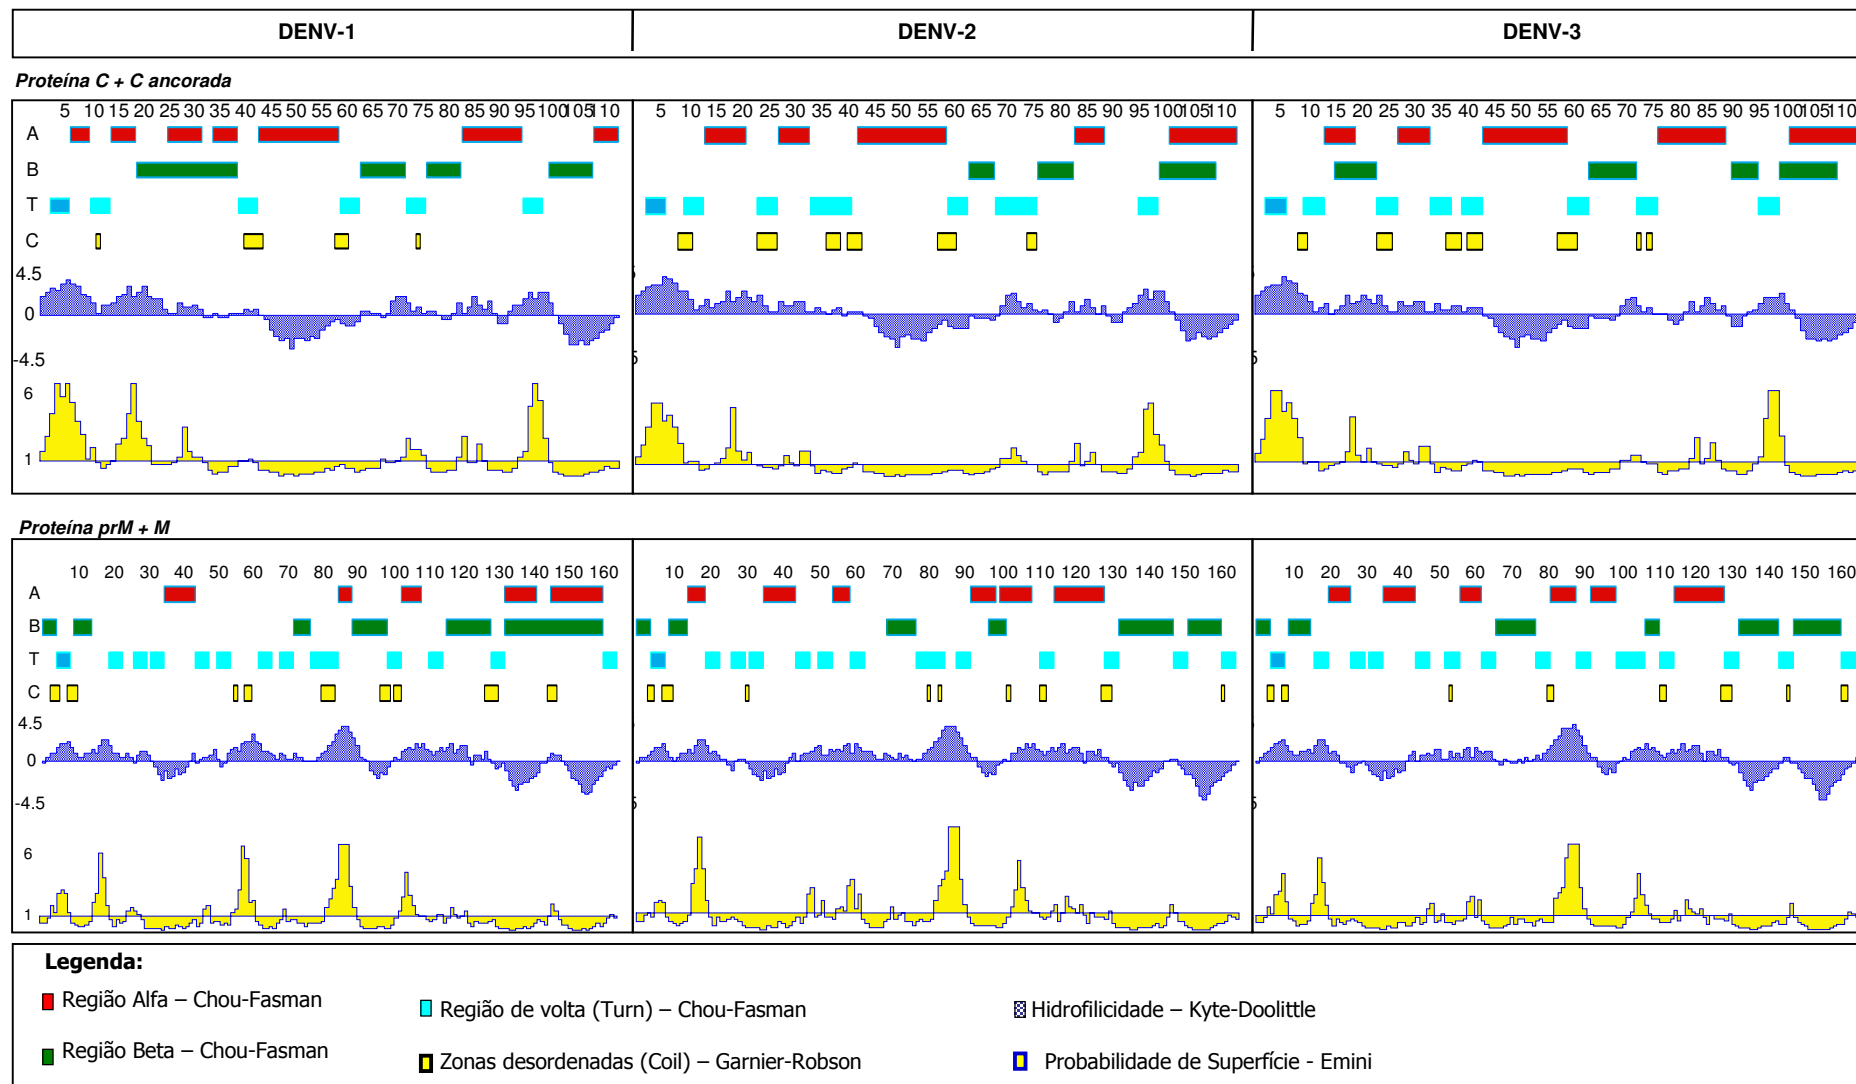 DENV-1 DENV-2 DENV-3
Proteína C + C ancorada
5 10 15 20 25 30 35 40 45 50 55 60 65 70 75 80 85 90 95 100 105 110 5 10 15 20 25 30 35 40 45 50 55 60 65 70 75 80 85 90 95 100 105 110 5 10 15 20 25 30 35 40 45 50 55 60 65 70 75 80 85 90 95 100 105 110
A
B
T
C
4.5
0
-4.5
6
1
Proteína prM + M
10 20 30 40 50 60 70 80 90 100 110 120 130 140 150 160 10 20 30 40 50 60 70 80 90 100 110 120 130 140 150 160 10 20 30 40 50 60 70 80 90 100 110 120 130 140 150 160
A
B
T
C
4.5
0
-4.5
6
1
Legenda:
Região Alfa – Chou-Fasman
Região de volta (Turn) – Chou-Fasman
Hidrofilicidade – Kyte-Doolittle
Região Beta – Chou-Fasman
Zonas desordenadas (Coil) – Garnier-Robson
Probabilidade de Superfície - Emini